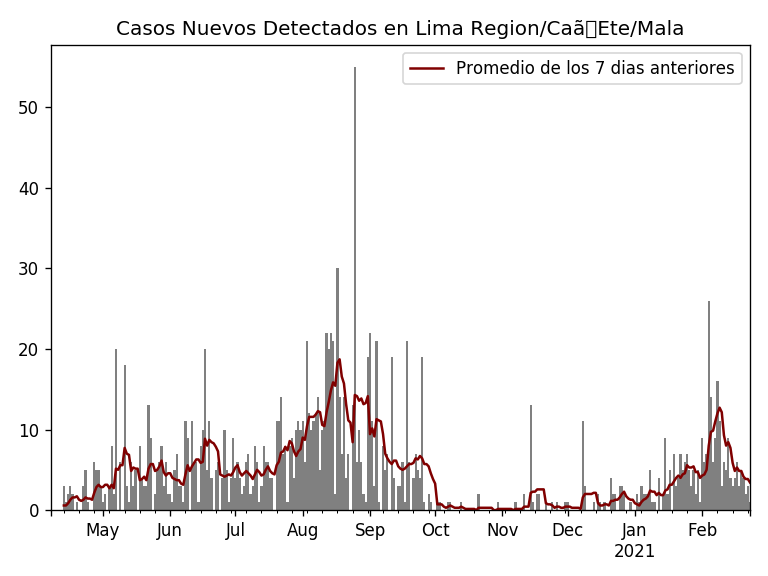 Casos Nuevos Detectados en Lima Region/Caã▯Ete/Mala
Promedio de los 7 dias anteriores
50
40
30
20
10
0
May Jun Jul Aug Sep Oct Nov Dec Jan Feb
2021